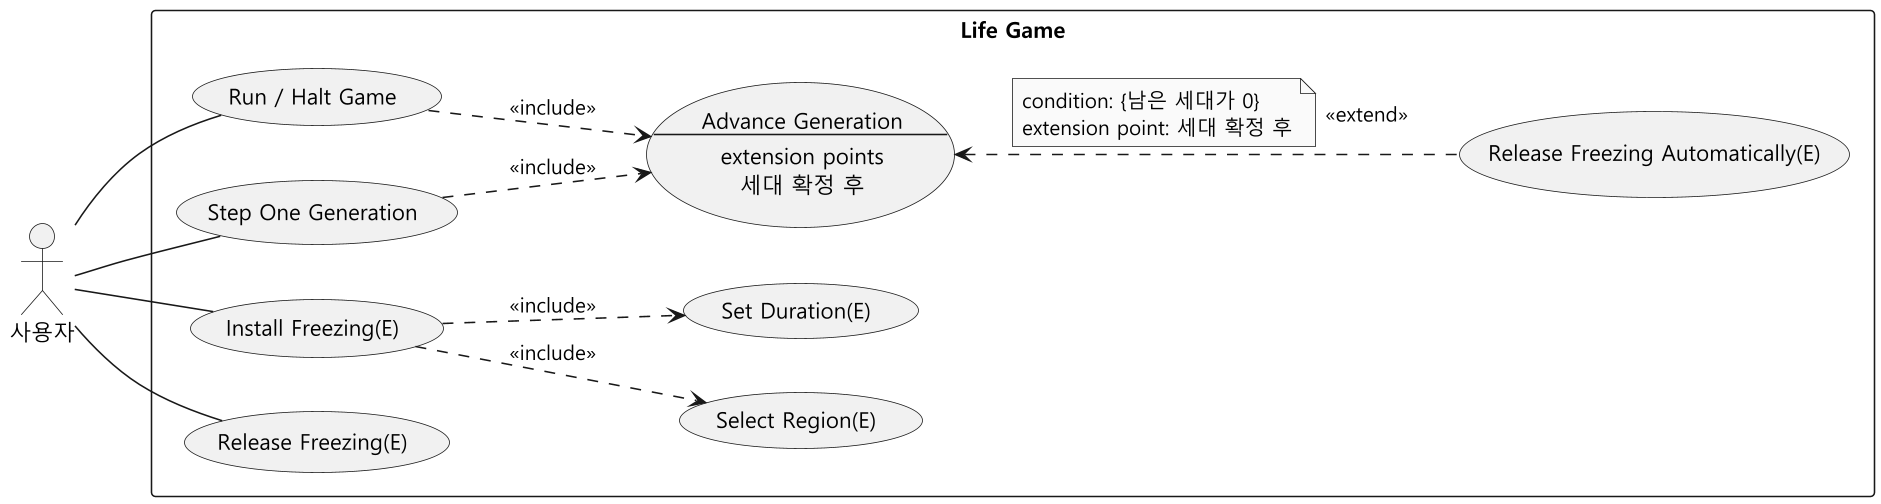 Life Game
Run / Halt Game
«include»
Advance Generation
extension points
세대 확정 후
condition: {남은 세대가 0}
extension point: 세대 확정 후
«extend»
Release Freezing Automatically(E)
Step One Generation
«include»
사용자
Install Freezing(E)
«include»
Set Duration(E)
«include»
Select Region(E)
Release Freezing(E)